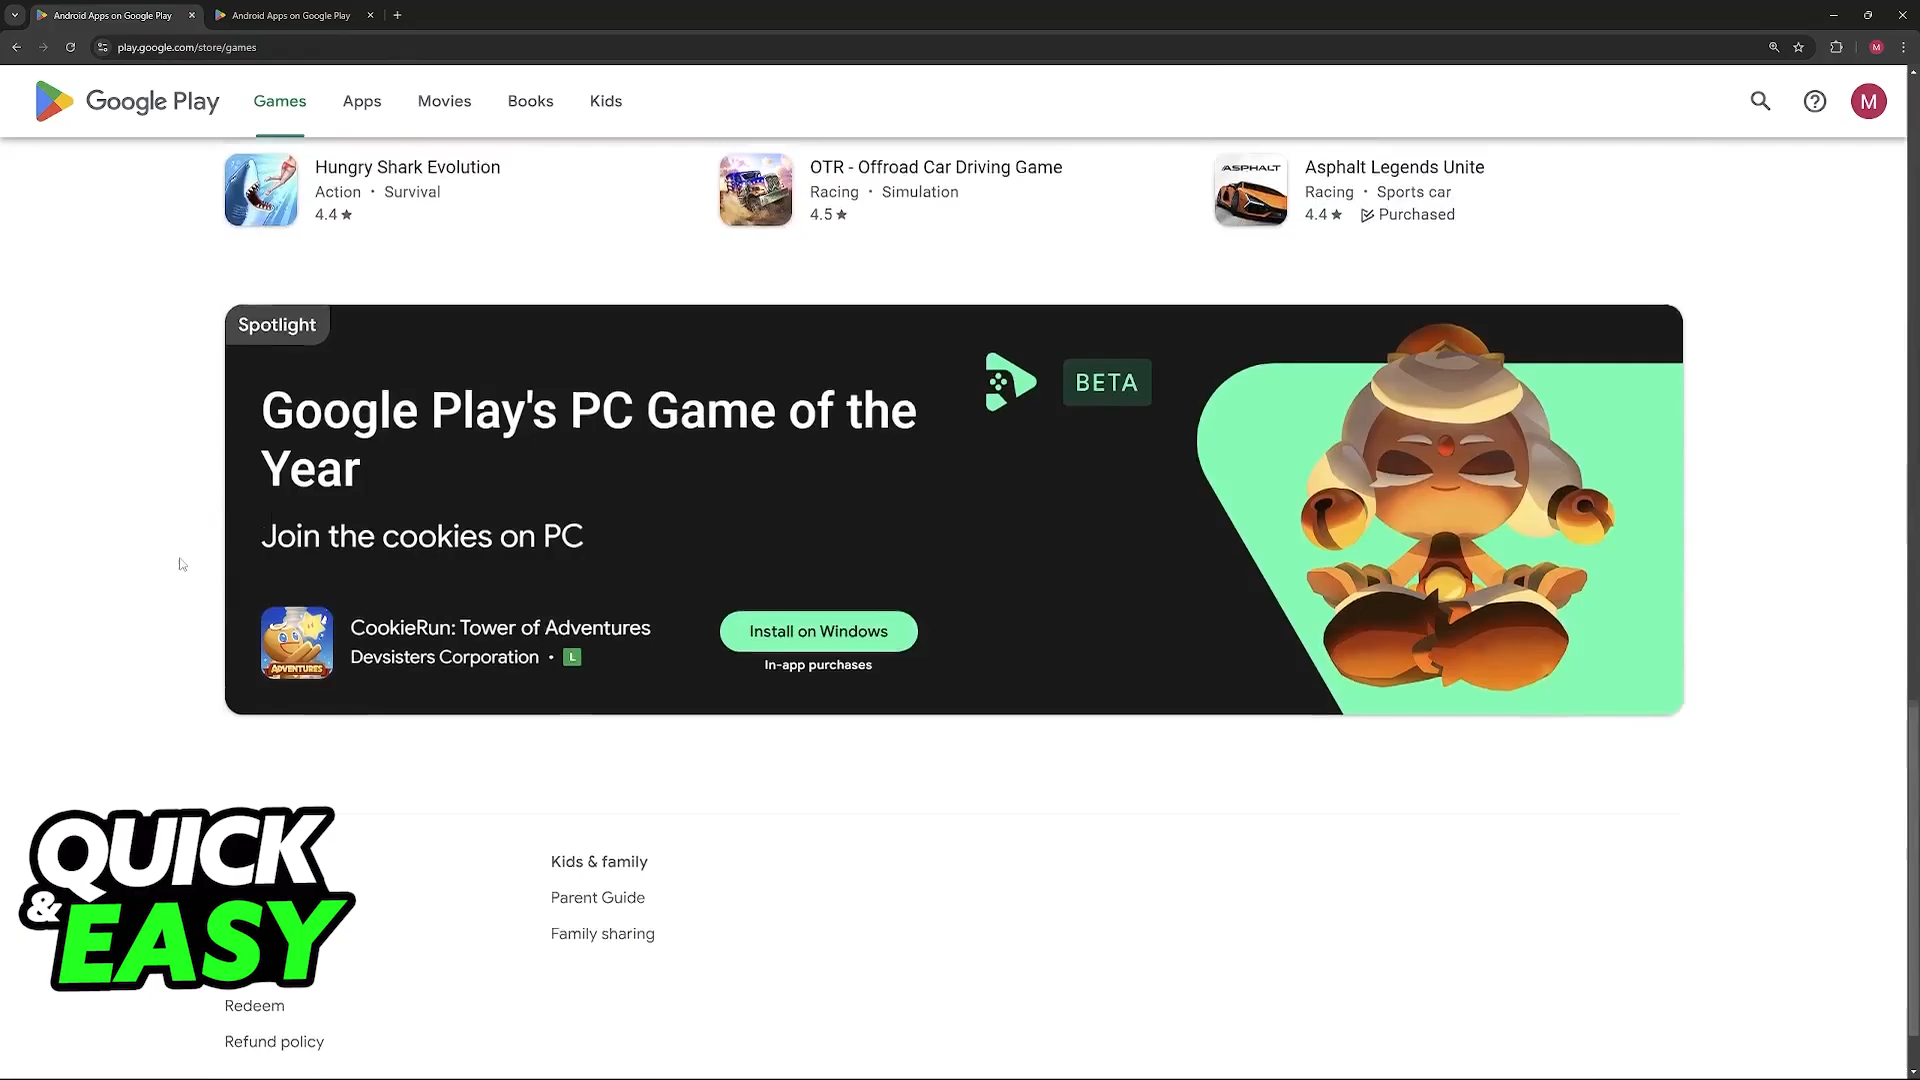 Android Apps on Google Play
Android Apps on Google Play
play.google.com/store/games
M
Google Play
Games
Apps
Movies
Books
Kids
M
Hungry Shark Evolution
Action • Survival
4.4★
OTR - Offroad Car Driving Game
Racing • Simulation
4.5★
ASPHALT
Asphalt Legends Unite
Racing • Sports car
4.4★ Purchased
Spotlight
Google Play's PC Game of the
Year
Join the cookies on PC
BETA
ADVENTURES
CookieRun: Tower of Adventures
Devsisters Corporation • L
Install on Windows
In-app purchases
QUICK
& EASY
Kids & family
Parent Guide
Family sharing
Redeem
Refund policy